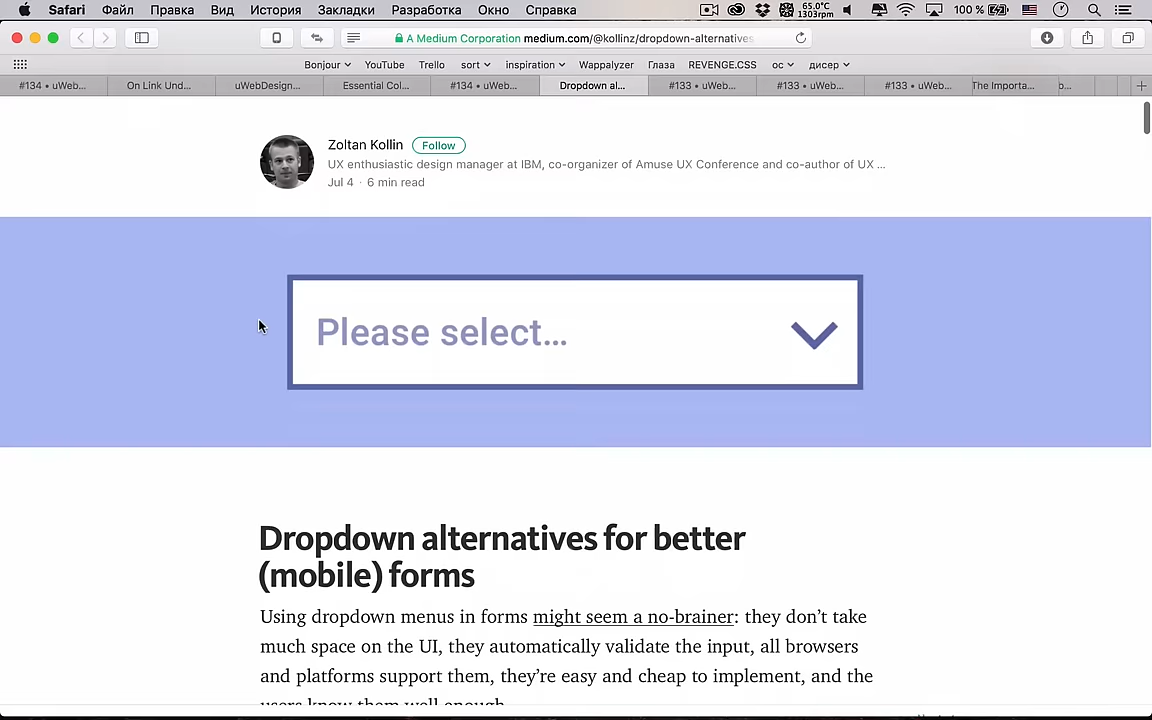 Safari Файл Правка Вид История Закладки Разработка Окно Справка 65.0°C 1303rpm 100 %
A Medium Corporation medium.com/@kollinz/dropdown-alternatives
Bonjour YouTube Trello sort inspiration Wappalyzer Глаза REVENGE.CSS ос дисер
#134 • uWeb... On Link Und... uWebDesign... Essential Col... #134 • uWeb... Dropdown al... #133 • uWeb... #133 • uWeb... #133 • uWeb... The Importa... b...
Zoltan Kollin Follow
UX enthusiastic design manager at IBM, co-organizer of Amuse UX Conference and co-author of UX ...
Jul 4 · 6 min read
Please select...
Dropdown alternatives for better
(mobile) forms
Using dropdown menus in forms might seem a no-brainer: they don’t take
much space on the UI, they automatically validate the input, all browsers
and platforms support them, they’re easy and cheap to implement, and the
users know them well enough.